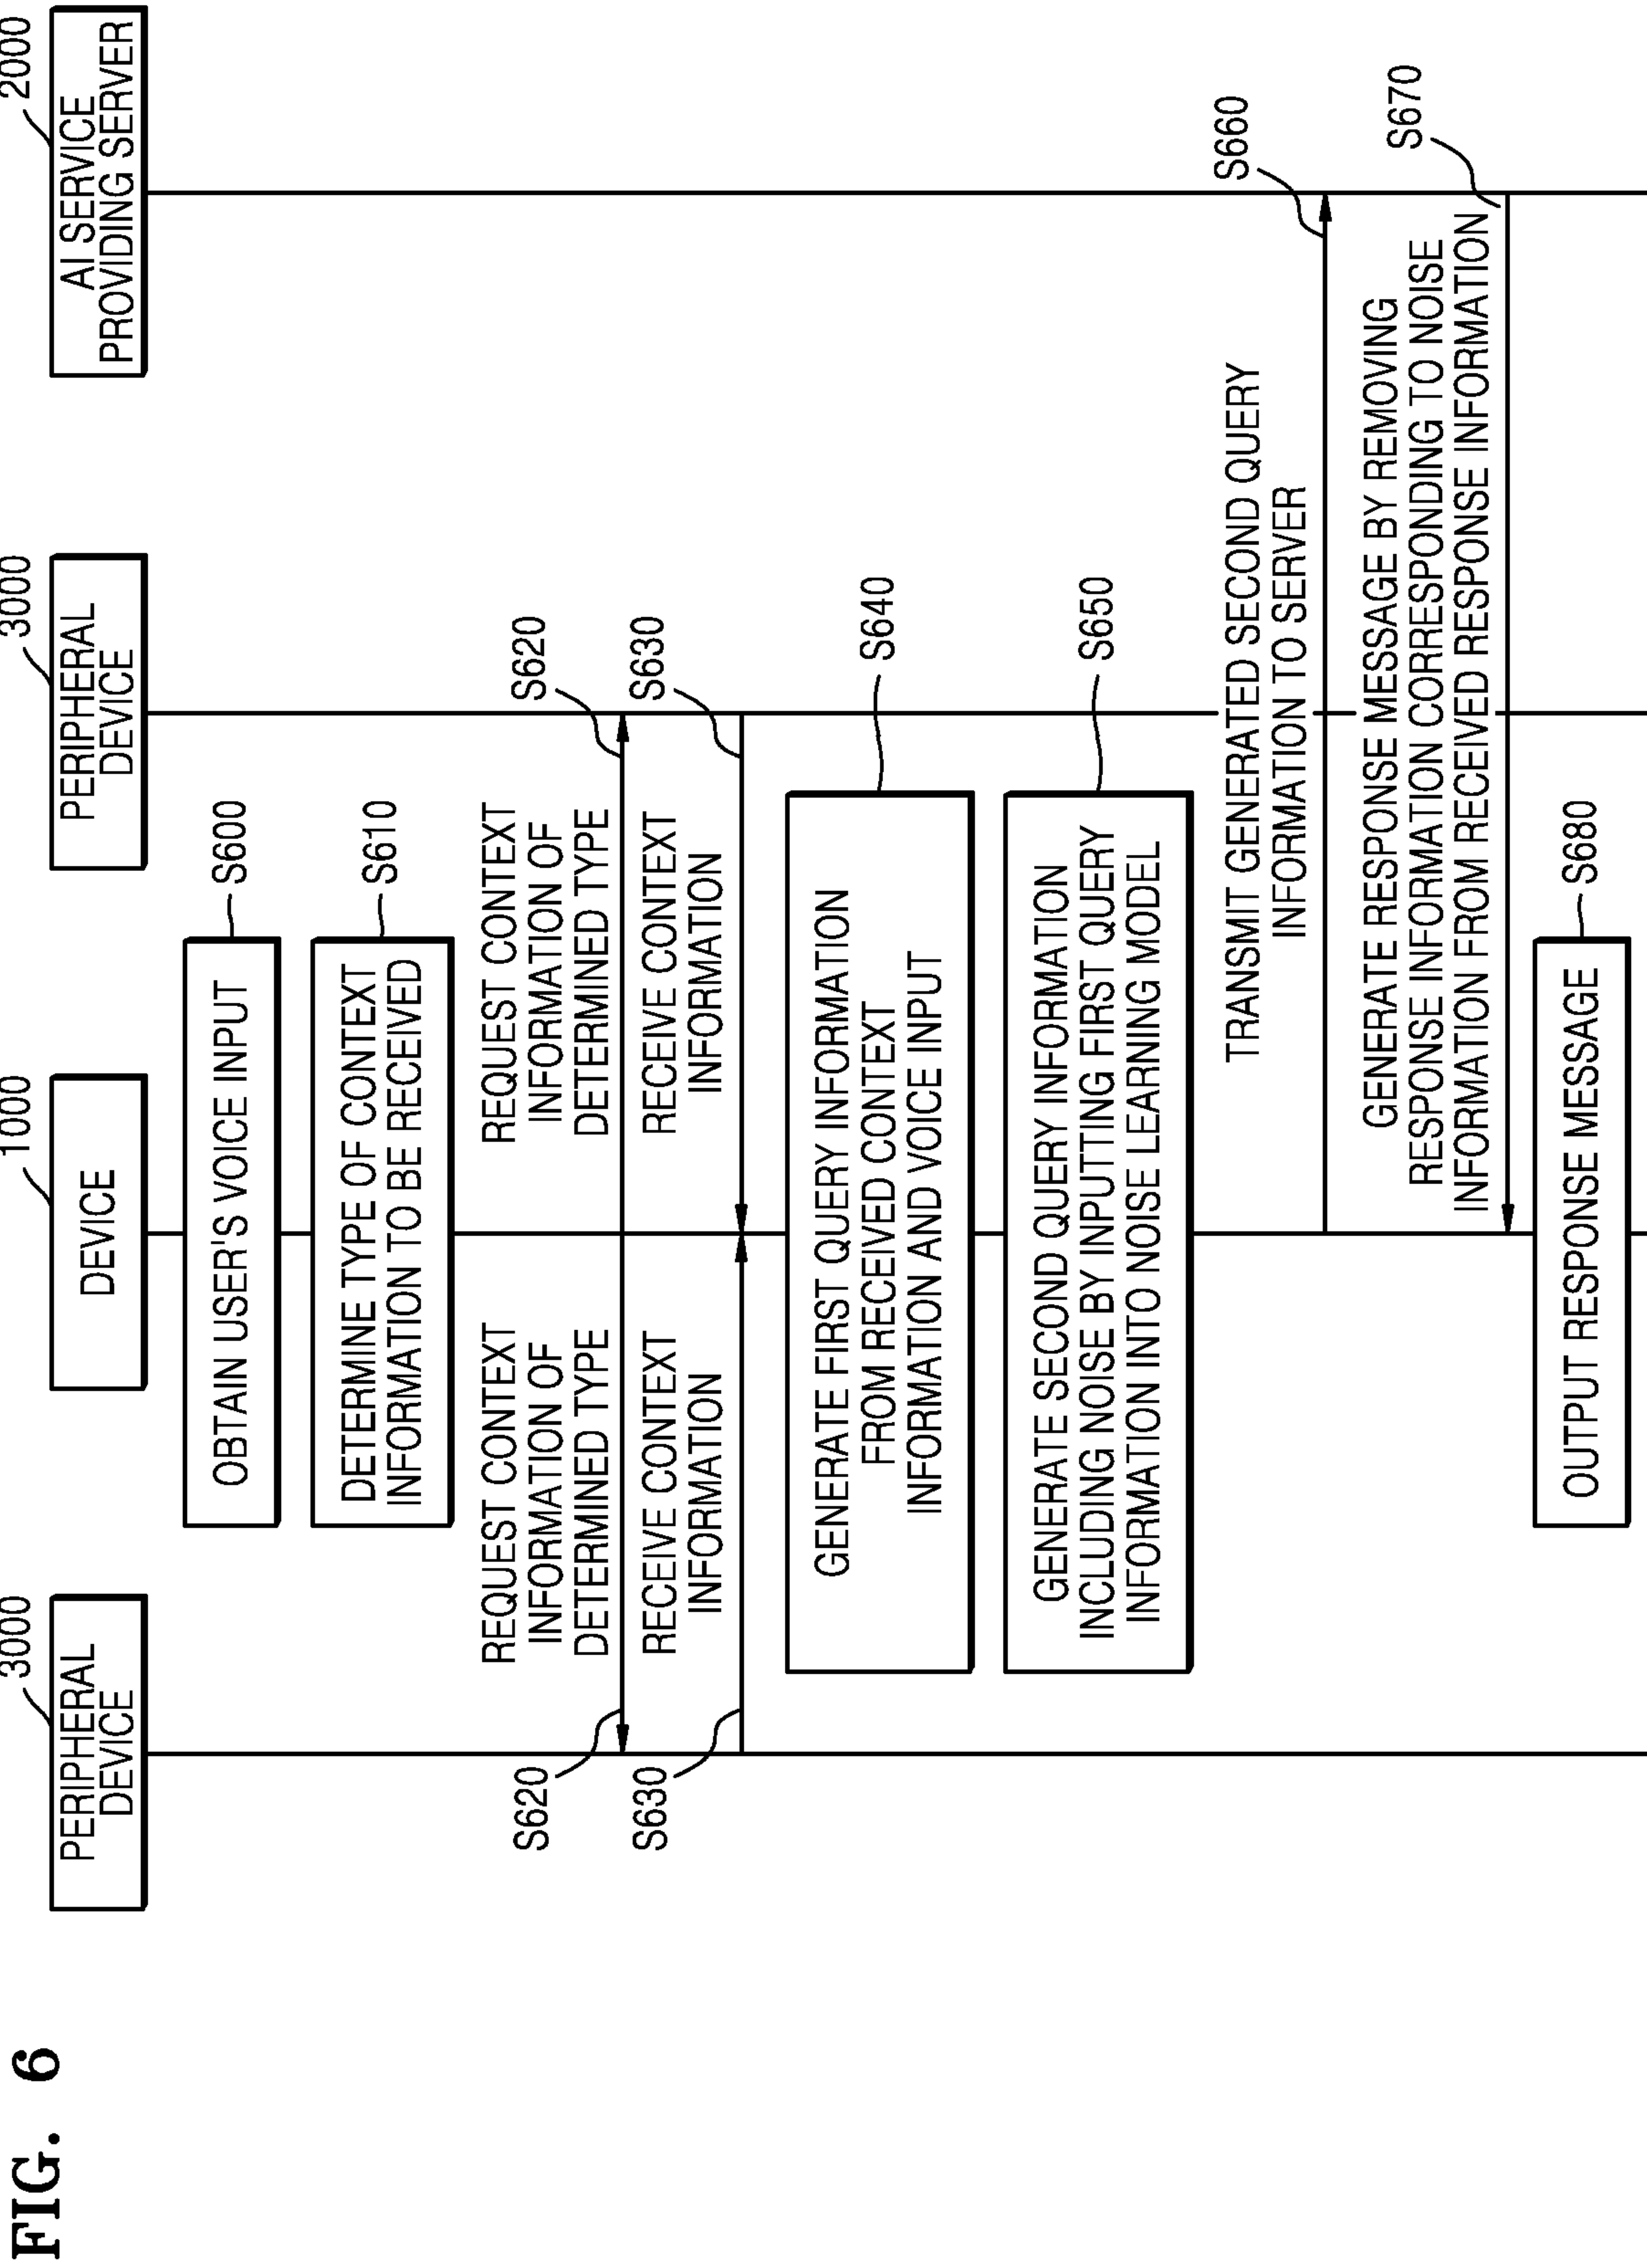 FIG. 6
3000
PERIPHERAL
DEVICE
1000
DEVICE
3000
PERIPHERAL
DEVICE
2000
AI SERVICE
PROVIDING SERVER
OBTAIN USER'S VOICE INPUT
S600
DETERMINE TYPE OF CONTEXT
INFORMATION TO BE RECEIVED
S610
S620
REQUEST CONTEXT
INFORMATION OF
DETERMINED TYPE
REQUEST CONTEXT
INFORMATION OF
DETERMINED TYPE
S620
S630
RECEIVE CONTEXT
INFORMATION
RECEIVE CONTEXT
INFORMATION
S630
GENERATE FIRST QUERY INFORMATION
FROM RECEIVED CONTEXT
INFORMATION AND VOICE INPUT
S640
GENERATE SECOND QUERY INFORMATION
INCLUDING NOISE BY INPUTTING FIRST QUERY
INFORMATION INTO NOISE LEARNING MODEL
S650
TRANSMIT GENERATED SECOND QUERY
INFORMATION TO SERVER
S660
GENERATE RESPONSE MESSAGE BY REMOVING
RESPONSE INFORMATION CORRESPONDING TO NOISE
INFORMATION FROM RECEIVED RESPONSE INFORMATION
S670
OUTPUT RESPONSE MESSAGE
S680